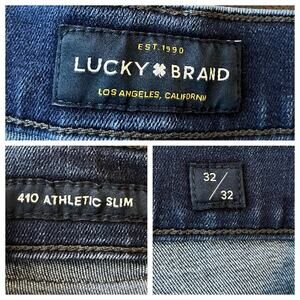 EST. 1990
LUCKY BRAND
LOS ANGELES, CALIFORNIA
410 ATHLETIC SLIM
32
32